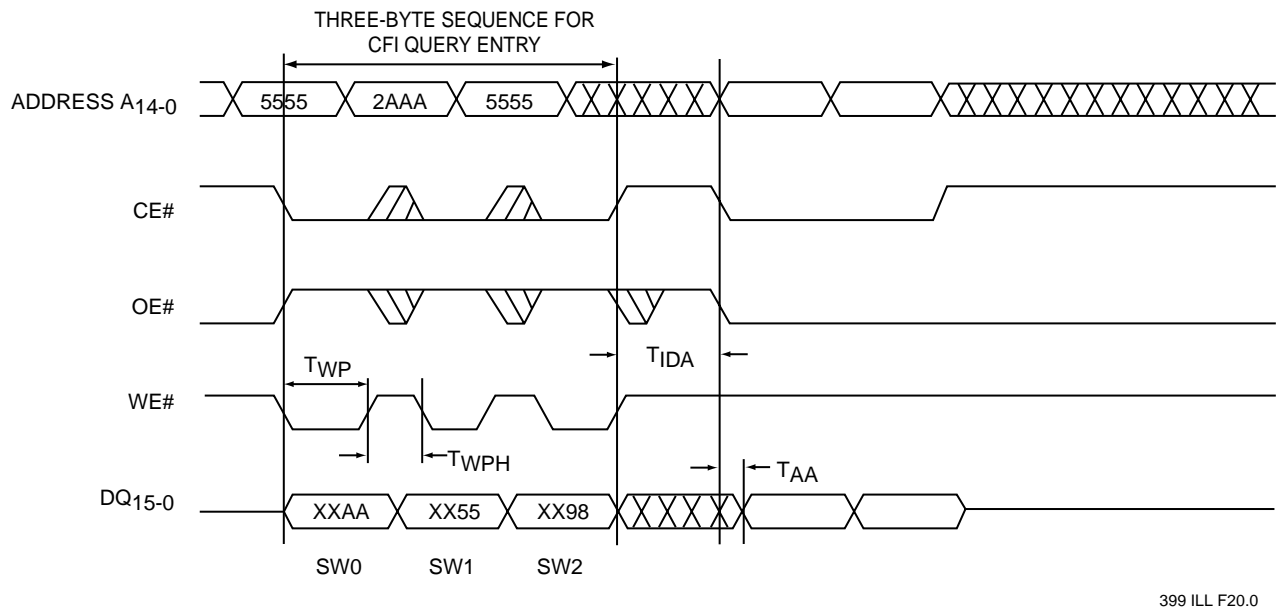 THREE-BYTE SEQUENCE FOR
CFI QUERY ENTRY
ADDRESS A14-0
5555 2AAA 5555
CE#
OE#
TIDA
TWP
WE#
TWPH
TAA
DQ15-0
XXAA XX55 XX98
SW0 SW1 SW2
399 ILL F20.0